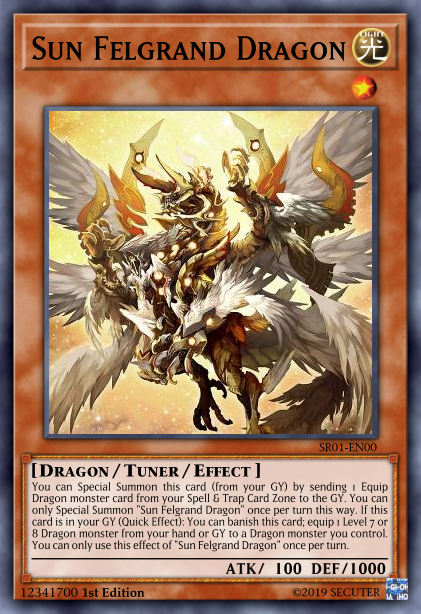 SUN FELGRAND DRAGON
LIGHT
光
SR01-EN00
[DRAGON/TUNER/EFFECT]
You can Special Summon this card (from your GY) by sending 1 Equip
Dragon monster card from your Spell & Trap Card Zone to the GY. You can
only Special Summon "Sun Felgrand Dragon" once per turn this way. If this
card is in your GY (Quick Effect): You can banish this card; equip 1 Level 7 or
8 Dragon monster from your hand or GY to a Dragon monster you control.
You can only use this effect of "Sun Felgrand Dragon" once per turn.
ATK/ 100 DEF/1000
12341700 1st Edition
©2019 SECUTER